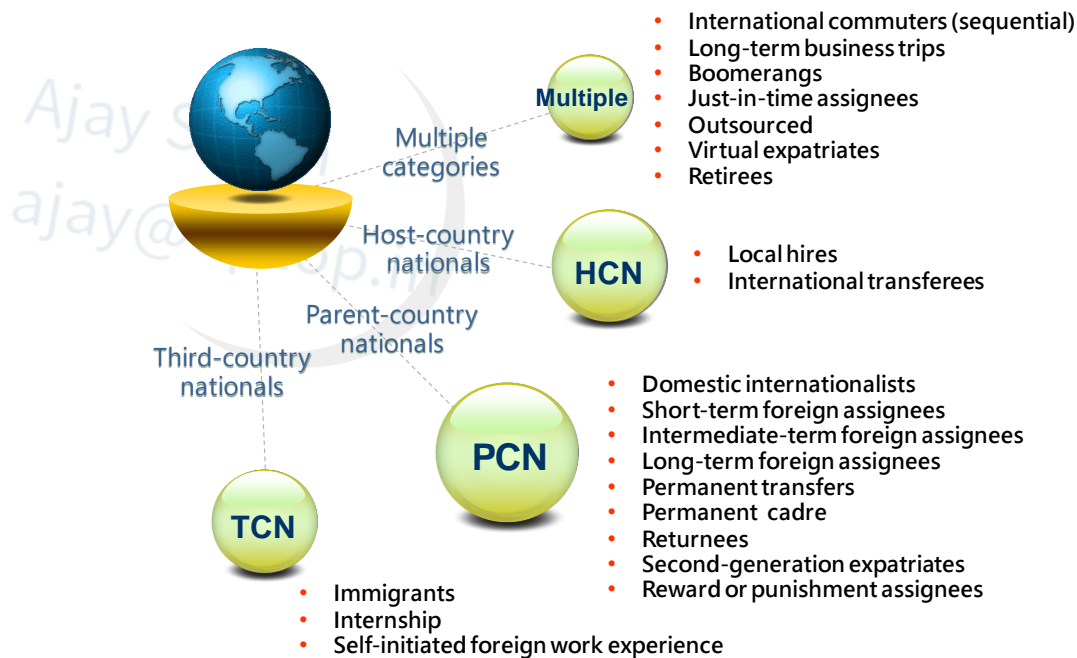 • International commuters (sequential)
• Long-term business trips
• Boomerangs
• Just-in-time assignees
• Outsourced
• Virtual expatriates
• Retirees
Multiple
Multiple
categories
Ajay
ajay@
Host-country
nationals
HCN
• Local hires
• International transferees
Parent-country
nationals
PCN
• Domestic internationalists
• Short-term foreign assignees
• Intermediate-term foreign assignees
• Long-term foreign assignees
• Permanent transfers
• Permanent cadre
• Returnees
• Second-generation expatriates
• Reward or punishment assignees
Third-country
nationals
TCN
• Immigrants
• Internship
• Self-initiated foreign work experience